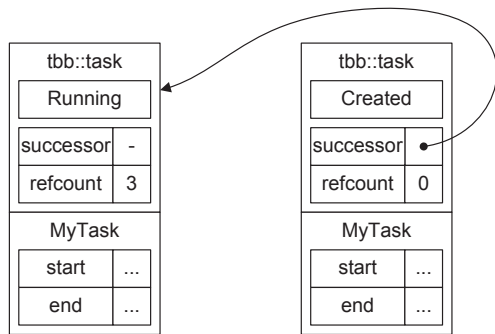 tbb::task
Running
successor -
refcount 3
MyTask
start ...
end ...
tbb::task
Created
successor
refcount 0
MyTask
start ...
end ...